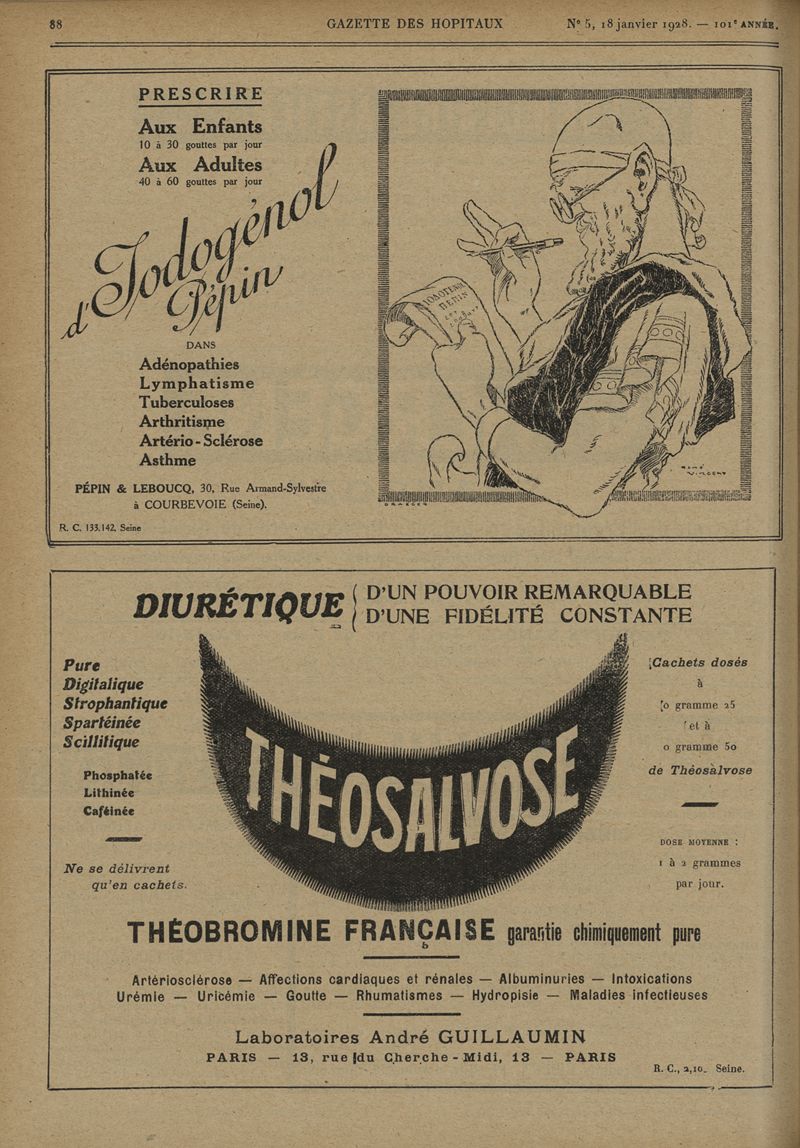 88
GAZETTE DES HOPITAUX
N° 5, 18 janvier 1928. — 101e ANNÉE.
PRESCRIRE
Aux Enfants
10 à 30 gouttes par jour
Aux Adultes
40 à 60 gouttes par jour
d'Iodogénol
Pépin
DANS
Adénopathies
Lymphatisme
Tuberculoses
Arthritisme
Artério-Sclérose
Asthme
PÉPIN & LEBOUCQ, 30, Rue Armand-Sylvestre
à COURBEVOIE (Seine).
R. C. 133.142, Seine
PEPIN
RENÉ
VINCENT
DRAEGER
DIURÉTIQUE
D'UN POUVOIR REMARQUABLE
D'UNE FIDÉLITÉ CONSTANTE
Pure
Digitalique
Strophantique
Spartéinée
Scillitique
Phosphatée
Lithinée
Caféinée
Ne se délivrent
qu'en cachets.
THÉOSALVOSE
Cachets dosés
à
0 gramme 25
et à
0 gramme 50
de Théosalvose
DOSE MOYENNE :
1 à 2 grammes
par jour.
THÉOBROMINE FRANÇAISE garantie chimiquement pure
b
Artériosclérose — Affections cardiaques et rénales — Albuminuries — Intoxications
Urémie — Uricémie — Goutte — Rhumatismes — Hydropisie — Maladies infectieuses
Laboratoires André GUILLAUMIN
PARIS — 13, rue du Cherche-Midi, 13 — PARIS
R. C., 2,10. Seine.